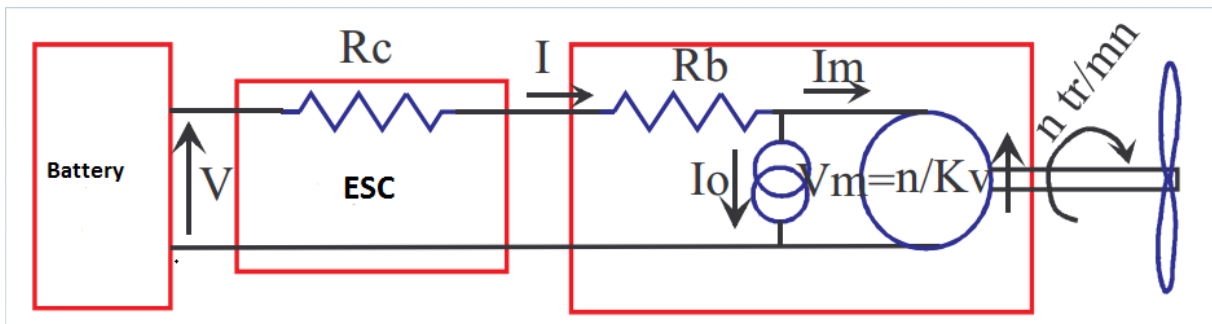 Rc
I
Rb
Im
n tr/mn
Battery
V
ESC
Io
Vm=n/Kv